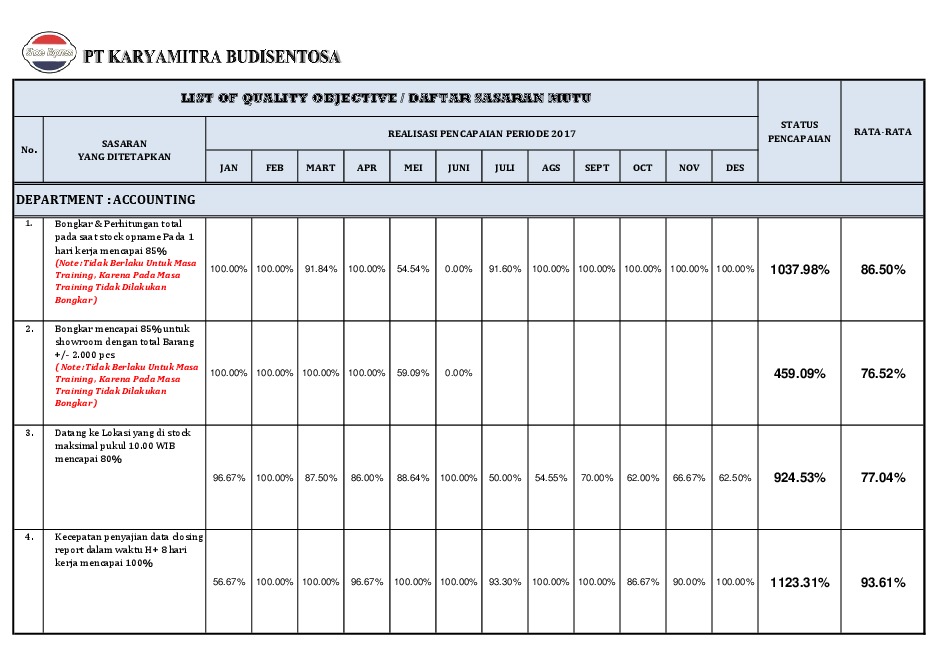 Shoes Express
PT KARYAMITRA BUDISENTOSA
LIST OF QUALITY OBJECTIVE / DAFTAR SASARAN MUTU
STATUS
PENCAPAIAN
RATA-RATA
No.
SASARAN
YANG DITETAPKAN
REALISASI PENCAPAIAN PERIODE 2017
JAN FEB MART APR MEI JUNI JULI AGS SEPT OCT NOV DES
DEPARTMENT : ACCOUNTING
1.
Bongkar & Perhitungan total
pada saat stock opname Pada 1
hari kerja mencapai 85%
(Note: Tidak Berlaku Untuk Masa
Training, Karena Pada Masa
Training Tidak Dilakukan
Bongkar)
100.00% 100.00% 91.84% 100.00% 54.54% 0.00% 91.60% 100.00% 100.00% 100.00% 100.00% 100.00% 1037.98% 86.50%
2.
Bongkar mencapai 85% untuk
showroom dengan total Barang
+/- 2.000 pcs
( Note: Tidak Berlaku Untuk Masa
Training, Karena Pada Masa
Training Tidak Dilakukan
Bongkar)
100.00% 100.00% 100.00% 100.00% 59.09% 0.00% 459.09% 76.52%
3.
Datang ke Lokasi yang di stock
maksimal pukul 10.00 WIB
mencapai 80%
96.67% 100.00% 87.50% 86.00% 88.64% 100.00% 50.00% 54.55% 70.00% 62.00% 66.67% 62.50% 924.53% 77.04%
4.
Kecepatan penyajian data closing
report dalam waktu H+ 8 hari
kerja mencapai 100%
56.67% 100.00% 100.00% 96.67% 100.00% 100.00% 93.30% 100.00% 100.00% 86.67% 90.00% 100.00% 1123.31% 93.61%